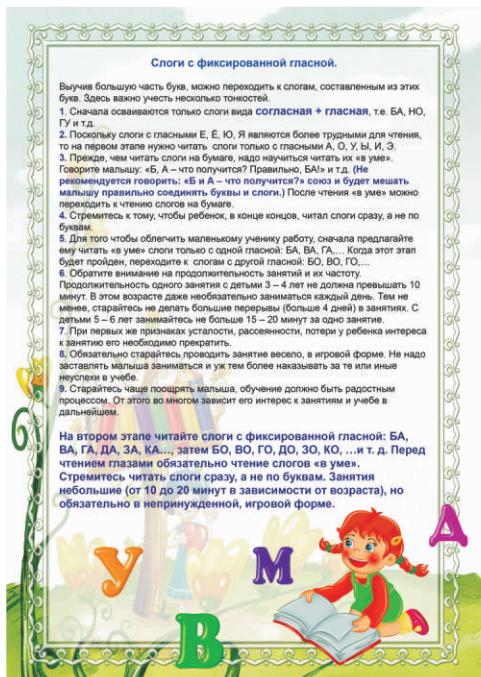 Слоги с фиксированной гласной.
Выучив большую часть букв, можно переходить к слогам, составленным из этих
букв. Здесь важно учесть несколько тонкостей.
1. Сначала осваиваются только слоги вида согласная + гласная, т.е. БА, НО,
ГУ и т.д.
2. Поскольку слоги с гласными Е, Ё, Ю, Я являются более трудными для чтения,
то на первом этапе нужно читать слоги только с гласными А, О, У, Ы, И, Э.
3. Прежде, чем читать слоги на бумаге, надо научиться читать их «в уме».
Говорите малышу: «Б, А – что получится? Правильно, БА!» и т.д. (Не
рекомендуется говорить: «Б и А – что получится?» союз и будет мешать
малышу правильно соединять буквы и слоги.) После чтения «в уме» можно
переходить к чтению слогов на бумаге.
4. Стремитесь к тому, чтобы ребенок, в конце концов, читал слоги сразу, а не по
буквам.
5. Для того чтобы облегчить маленькому ученику работу, сначала предлагайте
ему читать «в уме» слоги только с одной гласной: БА, ВА, ГА,... Когда этот этап
будет пройден, переходите к слогам с другой гласной: БО, ВО, ГО,...
6. Обратите внимание на продолжительность занятий и их частоту.
Продолжительность одного занятия с детьми 3 – 4 лет не должна превышать 10
минут. В этом возрасте даже необязательно заниматься каждый день. Тем не
менее, старайтесь не делать большие перерывы (больше 4 дней) в занятиях. С
детьми 5 – 6 лет занимайтесь не больше 15 – 20 минут за одно занятие.
7. При первых же признаках усталости, рассеянности, потери у ребенка интереса
к занятию его необходимо прекратить.
8. Обязательно старайтесь проводить занятие весело, в игровой форме. Не надо
заставлять малыша заниматься и уж тем более наказывать за те или иные
неуспехи в учебе.
9. Старайтесь чаще поощрять малыша, обучение должно быть радостным
процессом. От этого во многом зависит его интерес к занятиям и учебе в
дальнейшем.
На втором этапе читайте слоги с фиксированной гласной: БА,
ВА, ГА, ДА, ЗА, КА..., затем БО, ВО, ГО, ДО, ЗО, КО, ...и т. д. Перед
чтением глазами обязательно чтение слогов «в уме».
Стремитесь читать слоги сразу, а не по буквам. Занятия
небольшие (от 10 до 20 минут в зависимости от возраста), но
обязательно в непринужденной, игровой форме.
Д
У
М
В